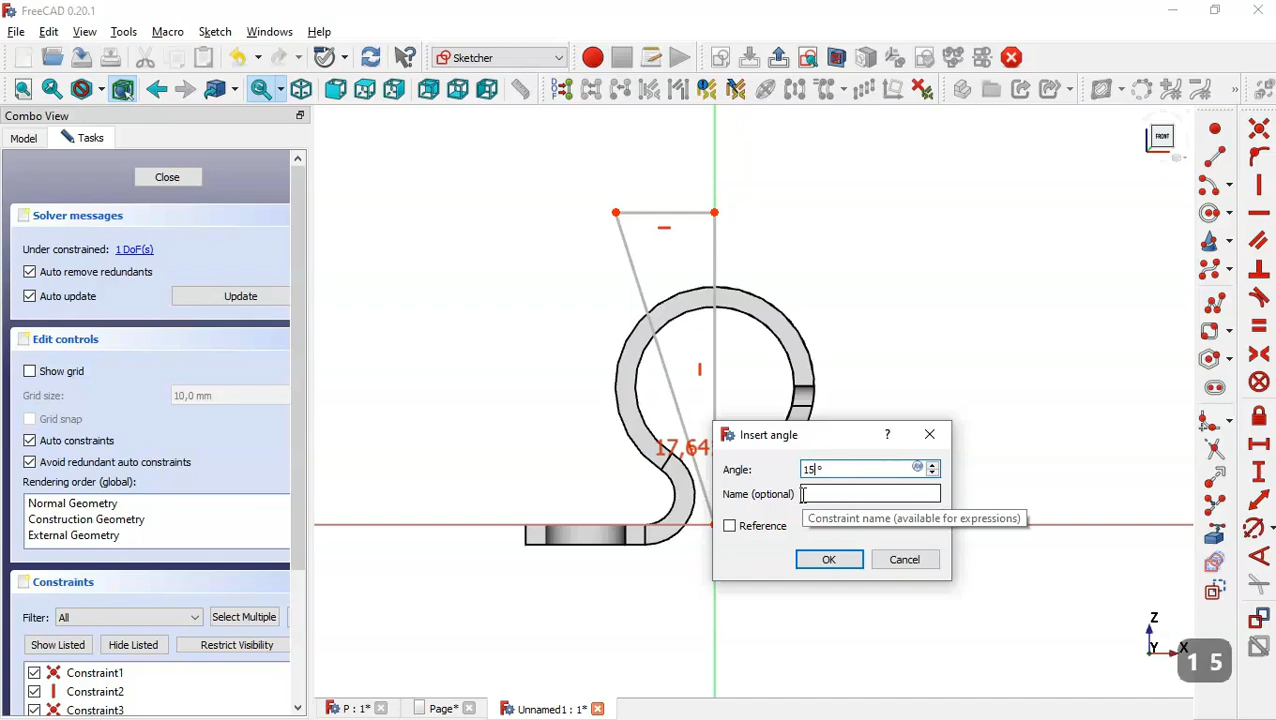 FreeCAD 0.20.1
File Edit View Tools Macro Sketch Windows Help
Sketcher
Combo View
Model Tasks
Close
FRONT
Solver messages
Under constrained: 1 DoF(s)
Auto remove redundants
Auto update Update
Edit controls
Show grid
Grid size: 10,0 mm
Grid snap
Auto constraints
Avoid redundant auto constraints
Rendering order (global):
Normal Geometry
Construction Geometry
External Geometry
Constraints
Filter: All Select Multiple
Show Listed Hide Listed Restrict Visibility
Constraint1
Constraint2
Constraint3
17,64
Insert angle ?
Angle: 15 °
Name (optional)
Constraint name (available for expressions)
Reference
OK Cancel
Z
Y X
15
P : 1* Page* Unnamed1 : 1*